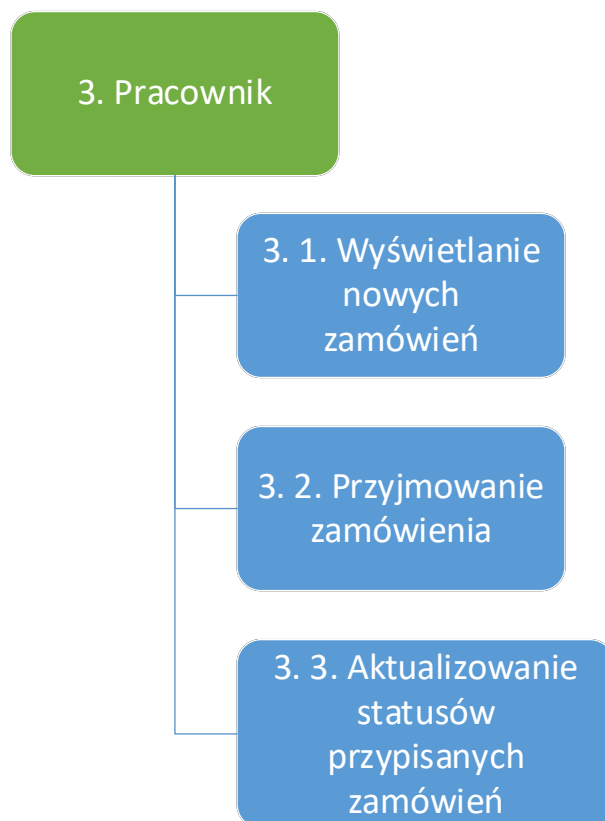 3. Pracownik
3. 1. Wyświetlanie
nowych
zamówień
3. 2. Przyjmowanie
zamówienia
3. 3. Aktualizowanie
statusów
przypisanych
zamówień